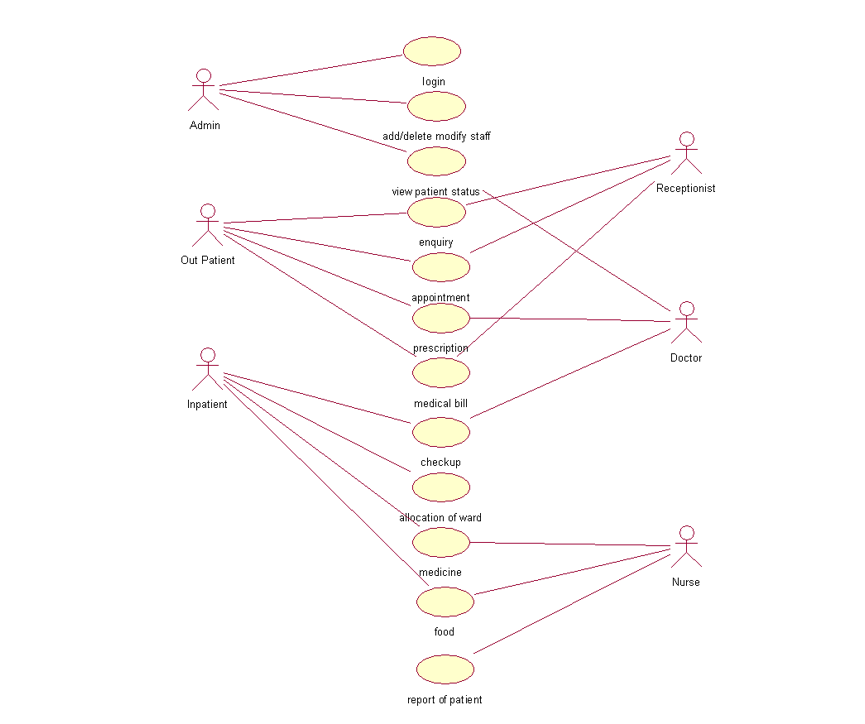 login
Admin
add/delete modify staff
view patient status
Receptionist
enquiry
Out Patient
appointment
prescription
Doctor
medical bill
Inpatient
checkup
allocation of ward
medicine
Nurse
food
report of patient